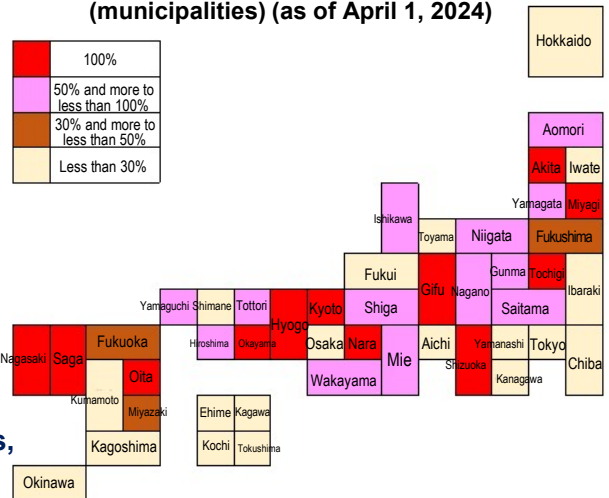 (municipalities) (as of April 1, 2024)
100%
50% and more to
less than 100%
30% and more to
less than 50%
Less than 30%
Hokkaido
Aomori
Akita
Iwate
Yamagata
Miyagi
Ishikawa
Toyama
Niigata
Fukushima
Fukui
Gifu
Nagano
Gunma
Tochigi
Ibaraki
Yamaguchi
Shimane
Tottori
Hyogo
Kyoto
Shiga
Saitama
Nagasaki
Saga
Fukuoka
Hiroshima
Okayama
Osaka
Nara
Mie
Aichi
Shizuoka
Yamanashi
Tokyo
Chiba
Kumamoto
Oita
Wakayama
Kanagawa
Miyazaki
Ehime
Kagawa
s,
Kagoshima
Kochi
Tokushima
Okinawa